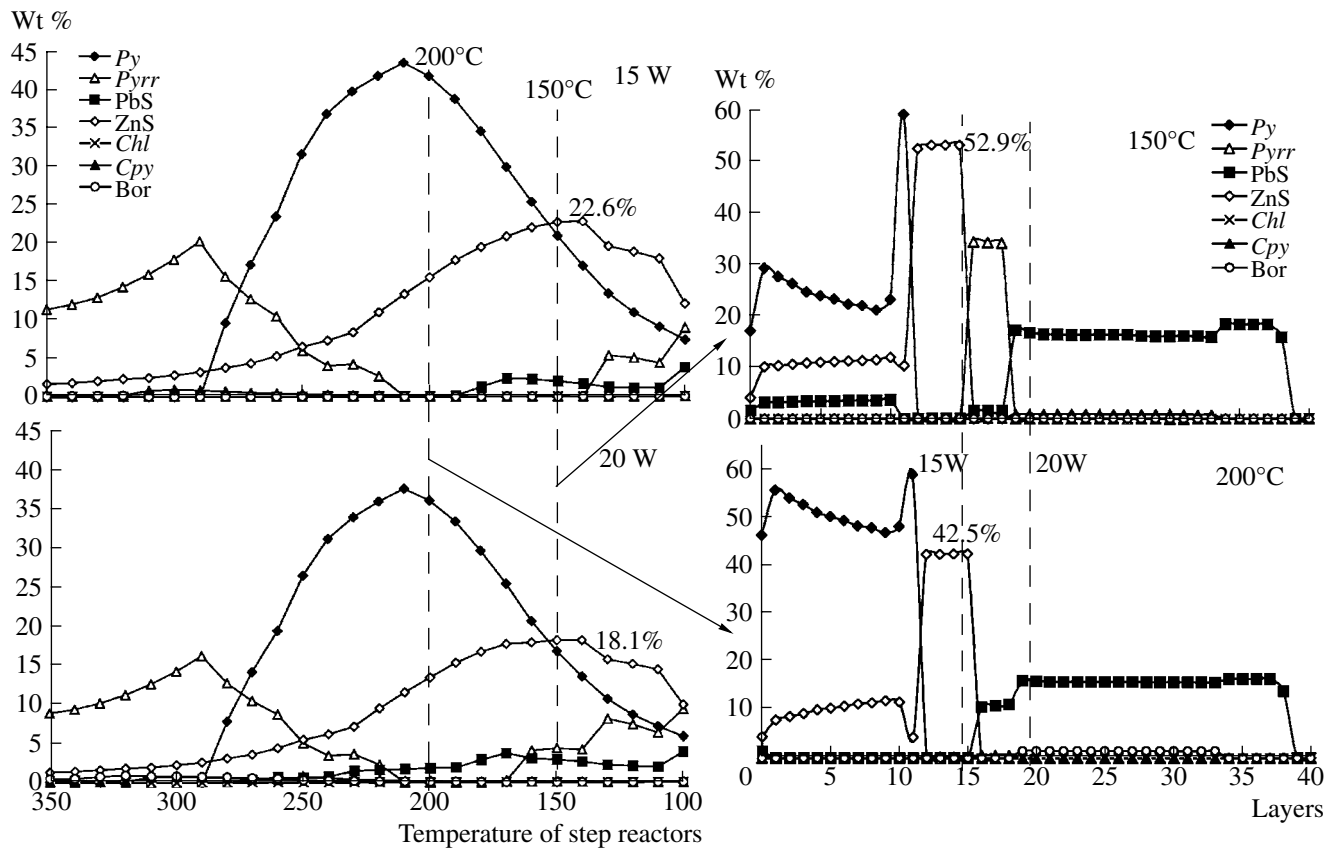 Wt %
45
40
35
30
25
20
15
10
5
0
Py
Pyrr
PbS
ZnS
Chl
Cpy
Bor
200°C
150°C
15 W
22.6%
45
40
35
30
25
20
15
10
5
0
20 W
18.1%
350
300
250
200
150
100
Temperature of step reactors
Wt %
60
50
40
30
20
10
0
52.9%
150°C
Py
Pyrr
PbS
ZnS
Chl
Cpy
Bor
60
50
40
30
20
10
15W
20W
200°C
42.5%
0
5
10
15
20
25
30
35
40
Layers